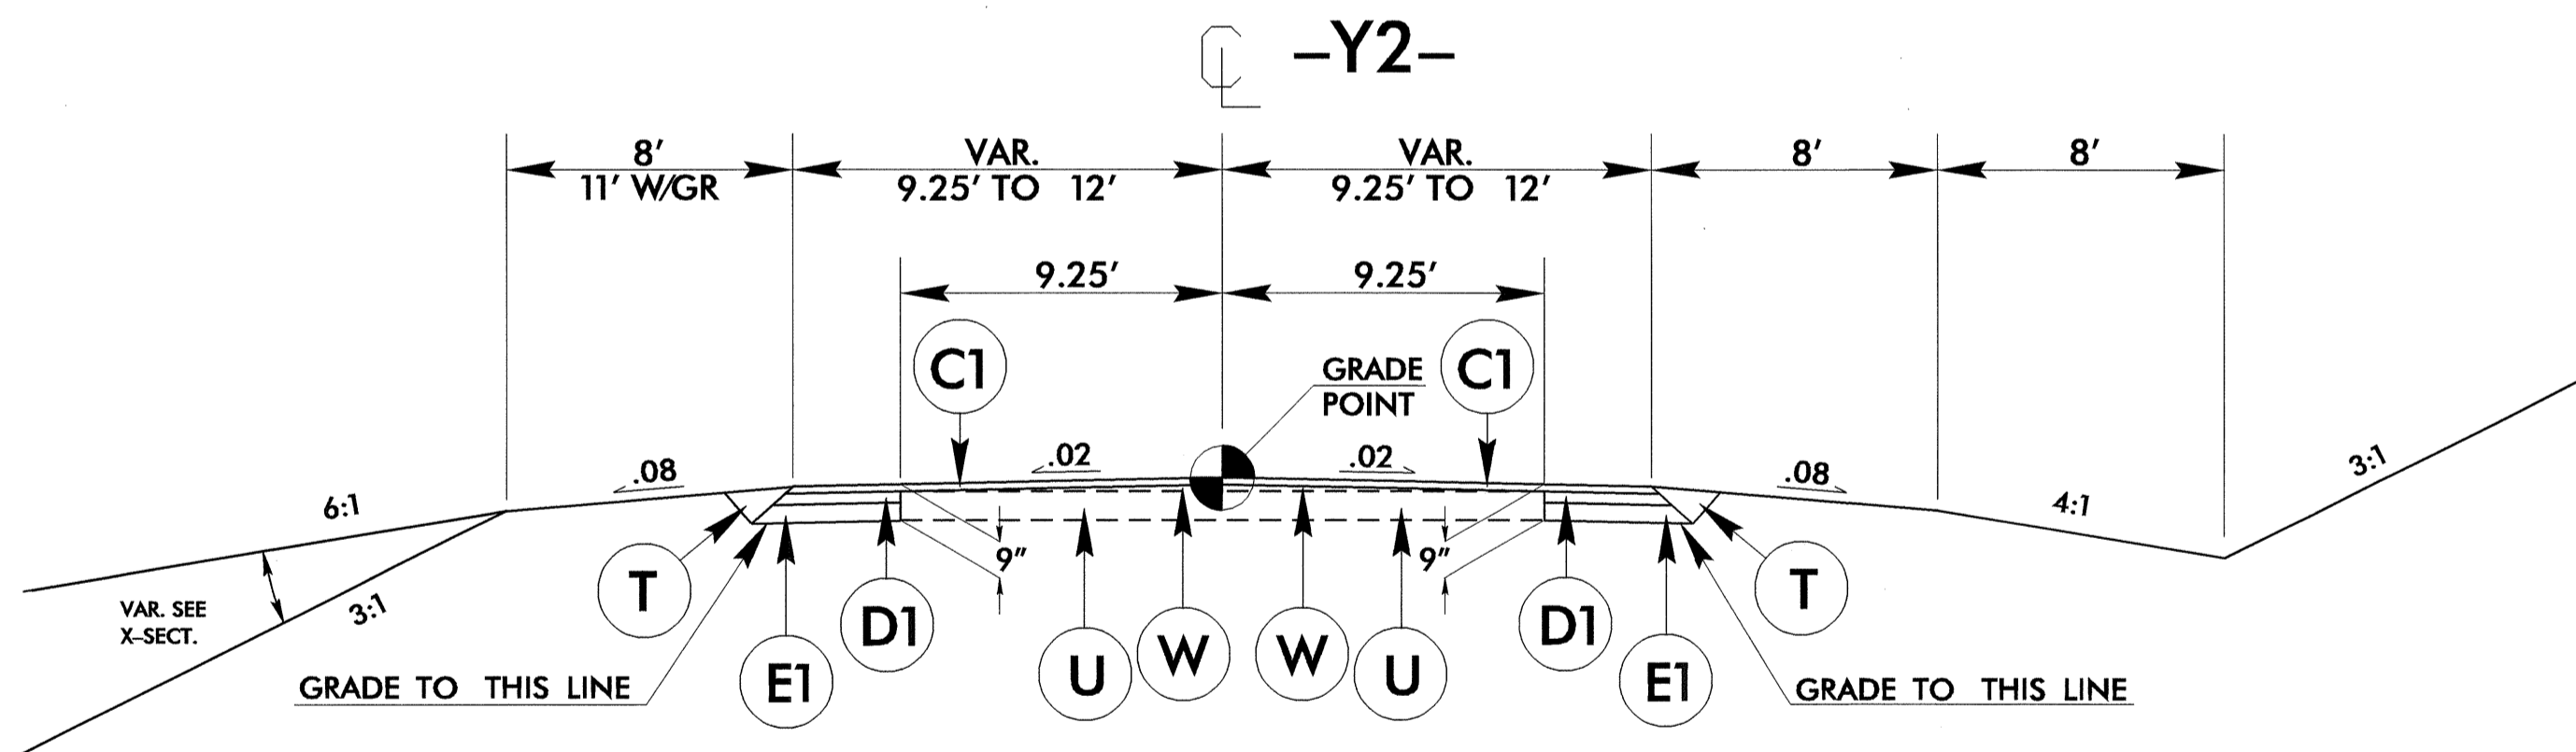 ℄ –Y2–
8' VAR. VAR. 8' 8'
11' W/GR 9.25' TO 12' 9.25' TO 12'
9.25' 9.25'
C1 C1
GRADE
POINT
.08 .02 .02 .08
6:1 4:1 3:1
9" 9"
VAR. SEE
X–SECT.
3:1
T T
D1 D1
E1 U W W U E1
GRADE TO THIS LINE GRADE TO THIS LINE